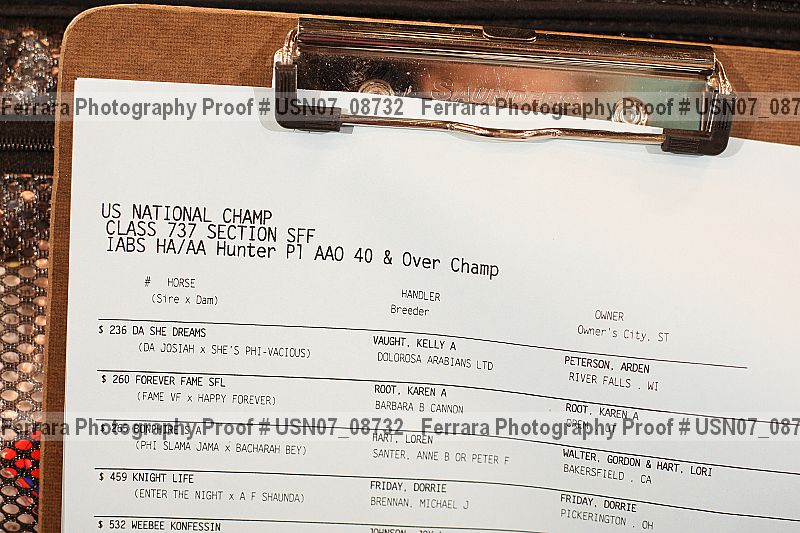 SAUNDERS
Ferrara Photography Proof # USN07_08732 Ferrara Photography Proof # USN07_087
US NATIONAL CHAMP
CLASS 737 SECTION SFF
IABS HA/AA Hunter Pl AAO 40 & Over Champ
# HORSE HANDLER OWNER
(Sire x Dam) Breeder Owner's City, ST
$ 236 DA SHE DREAMS VAUGHT, KELLY A PETERSON, ARDEN
(DA JOSIAH x SHE'S PHI-VACIOUS) DOLOROSA ARABIANS LTD RIVER FALLS , WI
$ 260 FOREVER FAME SFL ROOT, KAREN A ROOT, KAREN A
(FAME VF x HAPPY FOREVER) BARBARA B CANNON
Ferrara Photography Proof # USN07_08732 Ferrara Photography Proof # USN07_087
$ 265 HART, LOREN WALTER, GORDON & HART, LORI
(PHI SLAMA JAMA x BACHARAH BEY) SANTER, ANNE B OR PETER F BAKERSFIELD , CA
$ 459 KNIGHT LIFE FRIDAY, DORRIE FRIDAY, DORRIE
(ENTER THE NIGHT x A F SHAUNDA) BRENNAN, MICHAEL J PICKERINGTON , OH
$ 532 WEEBEE KONFESSIN